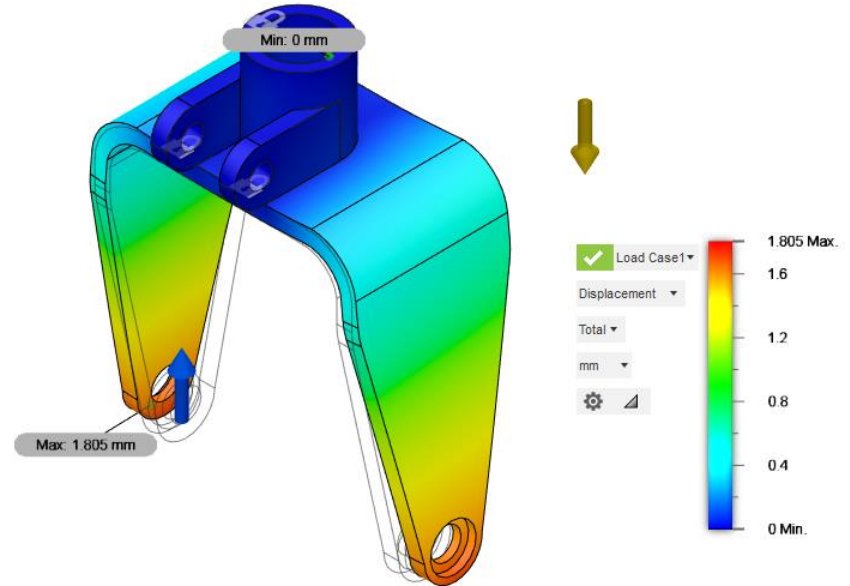 Min: 0 mm
Max: 1.805 mm
Load Case1
Displacement
Total
mm
1.805 Max.
1.6
1.2
0.8
0.4
0 Min.